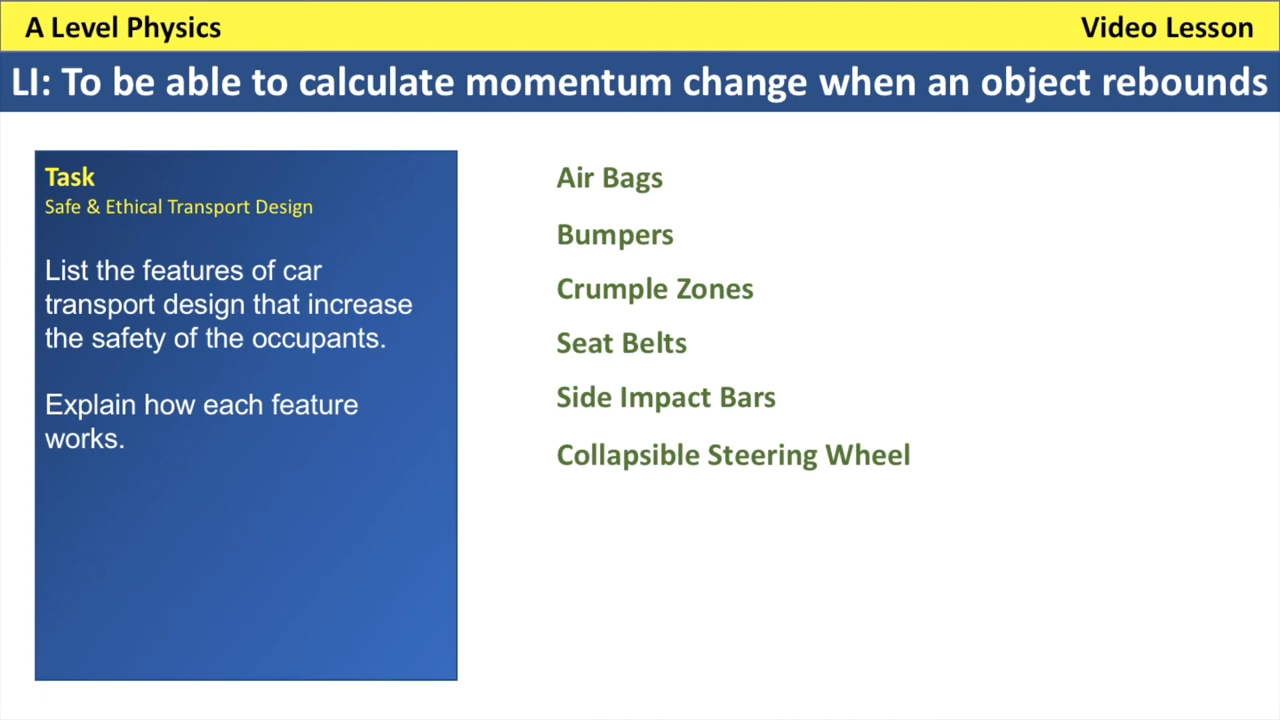 A Level Physics
Video Lesson
LI: To be able to calculate momentum change when an object rebounds
Task
Safe & Ethical Transport Design
List the features of car
transport design that increase
the safety of the occupants.
Explain how each feature
works.
Air Bags
Bumpers
Crumple Zones
Seat Belts
Side Impact Bars
Collapsible Steering Wheel